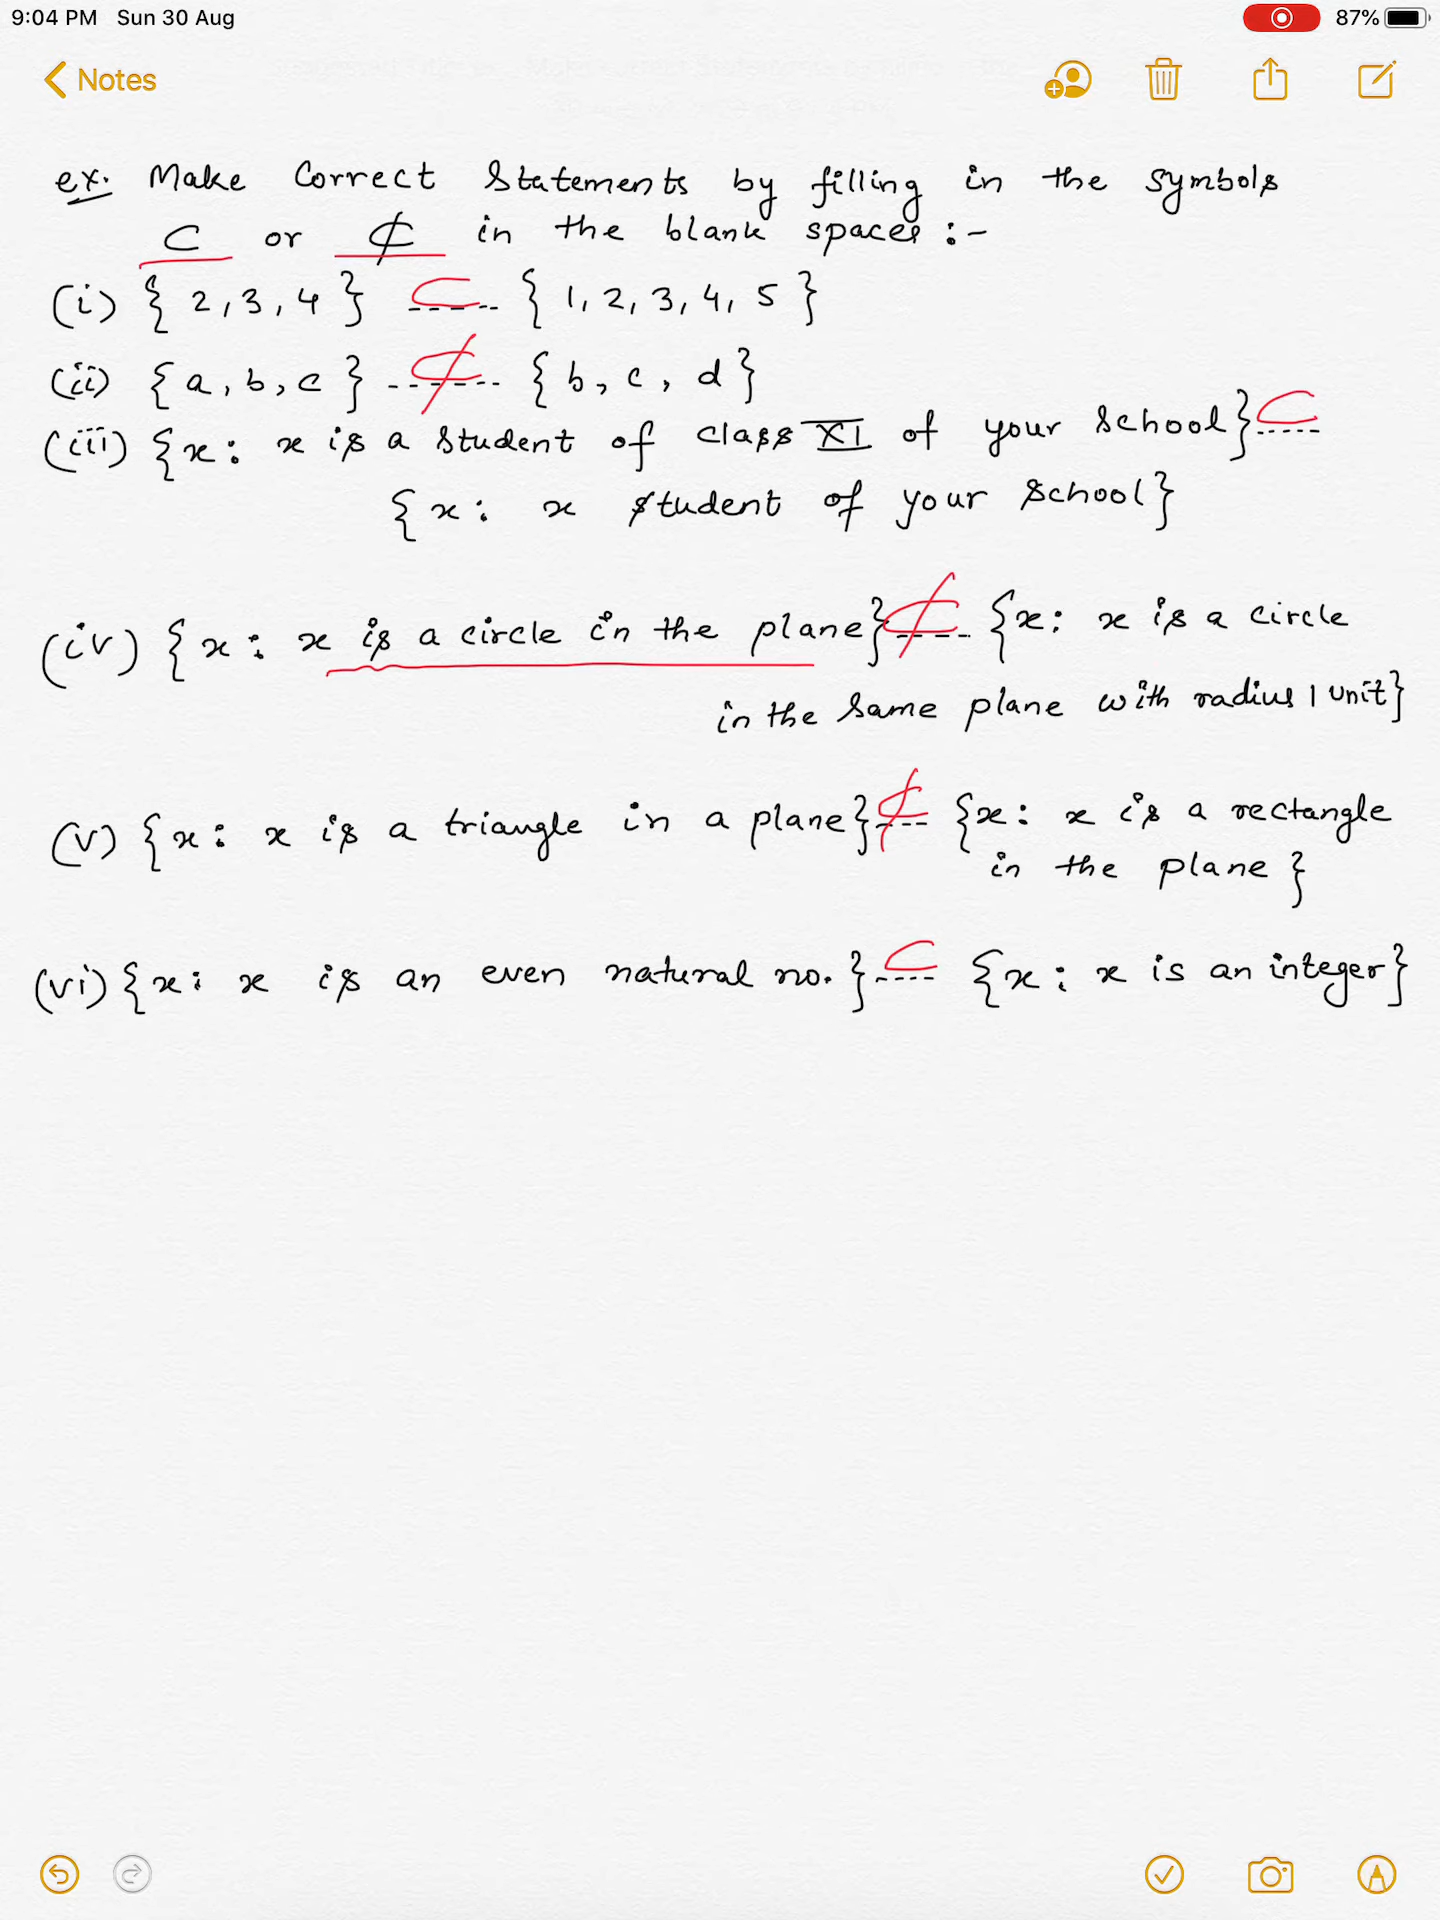 9:04 PM Sun 30 Aug 87%
Notes
ex. Make Correct Statements by filling in the symbols
⊂ or ⊄ in the blank spaces :-
(i) { 2, 3, 4 } ⊂ { 1, 2, 3, 4, 5 }
(ii) { a, b, c } ⊄ { b, c, d }
(iii) { x : x is a student of class XI of your school } ⊂
{ x : x student of your school }
(iv) { x : x is a circle in the plane } ⊄ { x : x is a circle
in the same plane with radius 1 unit }
(v) { x : x is a triangle in a plane } ⊄ { x : x is a rectangle
in the plane }
(vi) { x : x is an even natural no. } ⊂ { x : x is an integer }